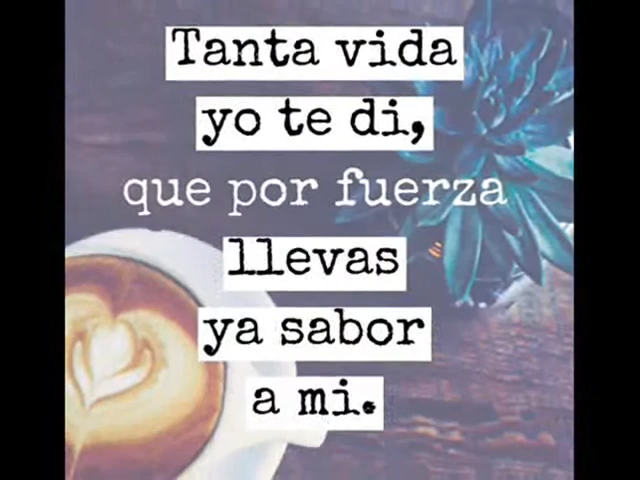 Tanta vida
yo te di,
que por fuerza
llevas
ya sabor
a mi.